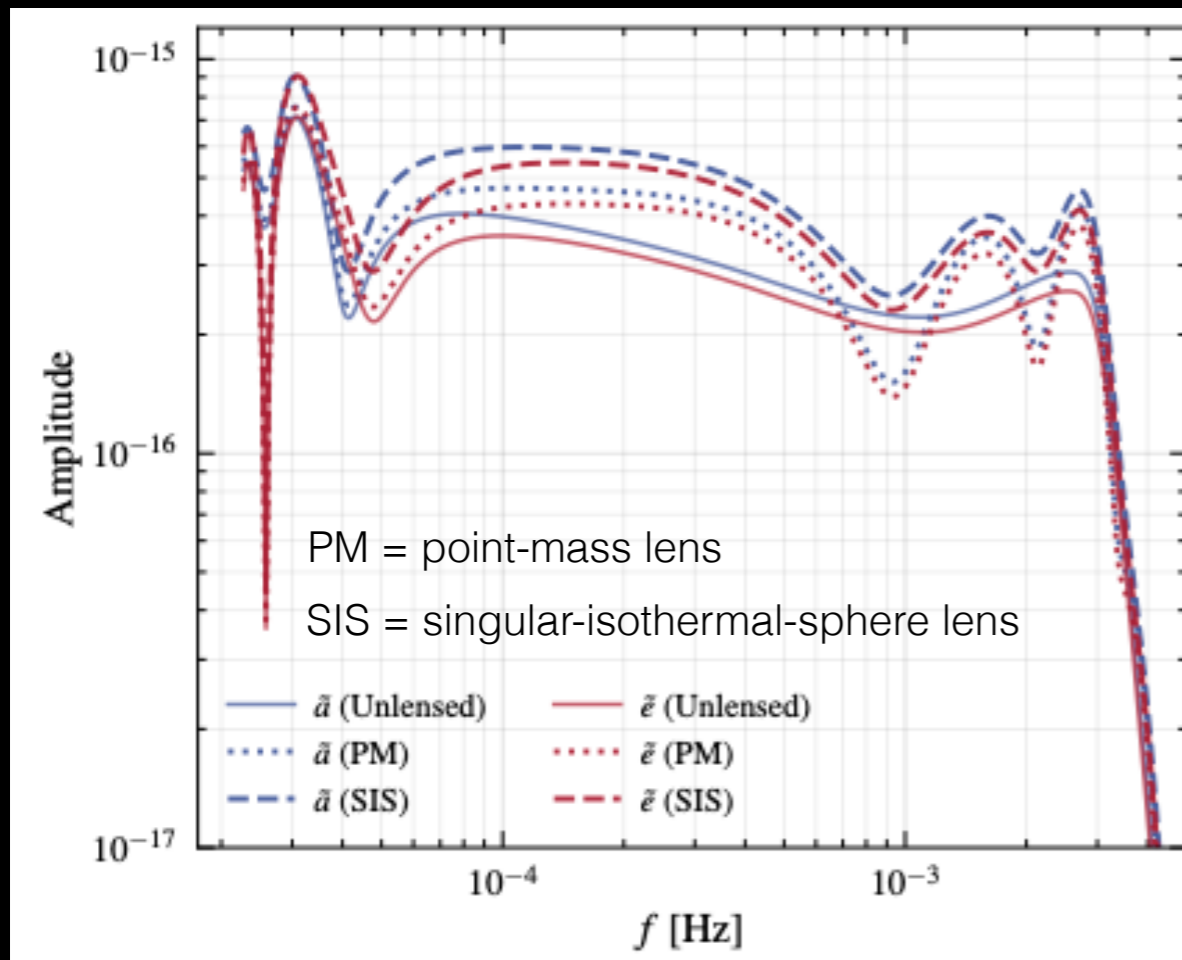 10⁻¹⁵
10⁻¹⁶
10⁻¹⁷
Amplitude
PM = point-mass lens
SIS = singular-isothermal-sphere lens
ã (Unlensed) ẽ (Unlensed)
ã (PM) ẽ (PM)
ã (SIS) ẽ (SIS)
10⁻⁴ 10⁻³
f [Hz]